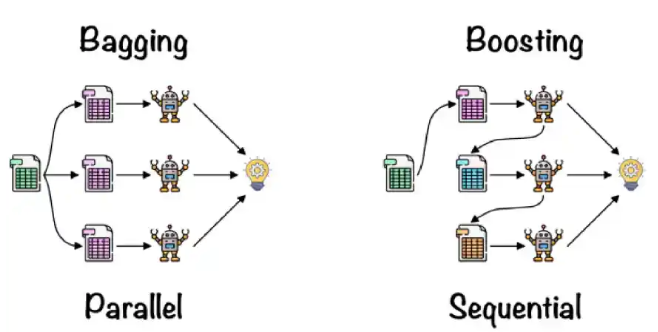 Bagging
Boosting
Parallel
Sequential